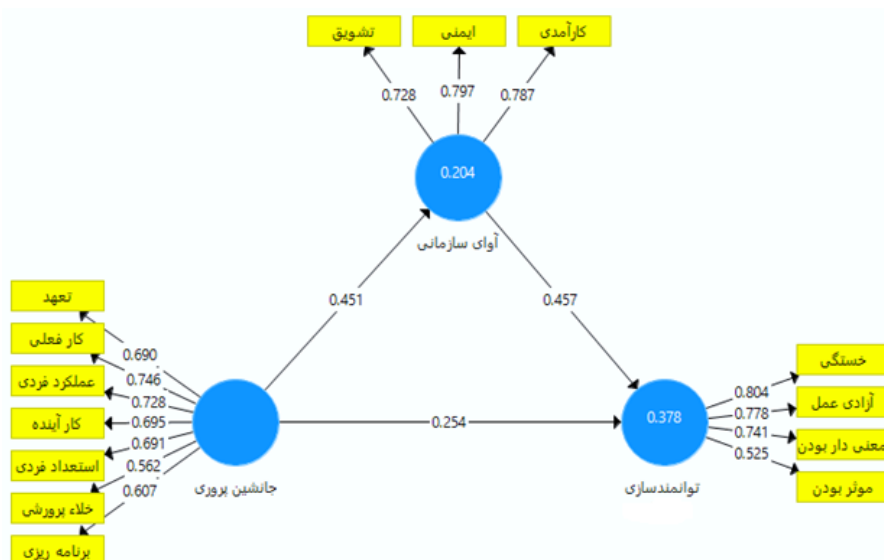 تشویق
ایمنی
کارآمدی
0.728
0.797
0.787
0.204
آوای سازمانی
0.451
0.457
تعهد
کار فعلی
عملکرد فردی
کار آینده
استعداد فردی
خلاء پرورشی
برنامه ریزی
0.690
0.746
0.728
0.695
0.691
0.562
0.607
جانشین پروری
0.254
0.378
توانمندسازی
0.804
0.778
0.741
0.525
خستگی
آزادی عمل
معنی دار بودن
موثر بودن